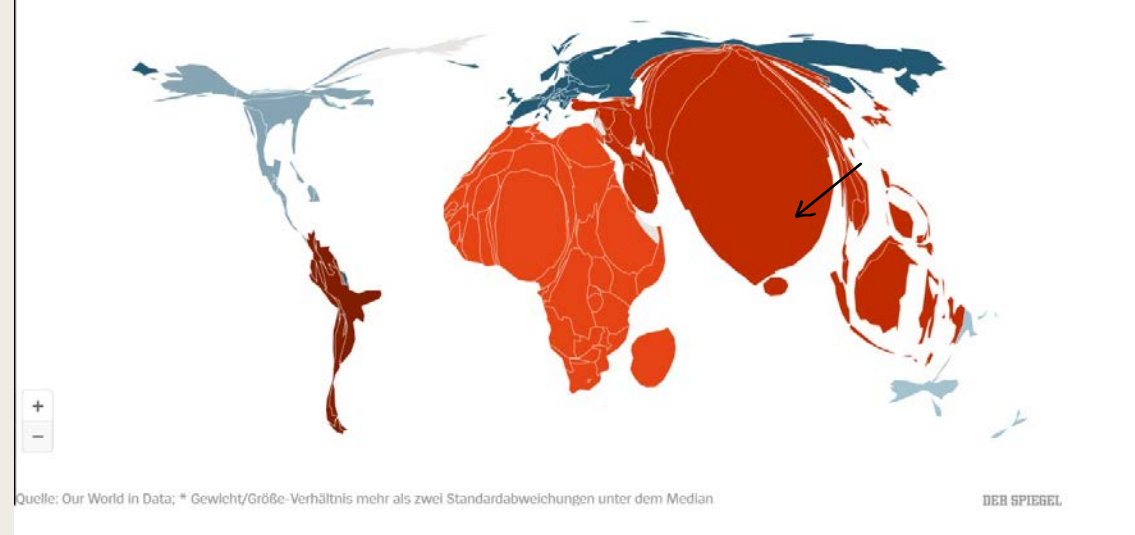 +
−
Quelle: Our World in Data; * Gewicht/Größe-Verhältnis mehr als zwei Standardabweichungen unter dem Median
DER SPIEGEL